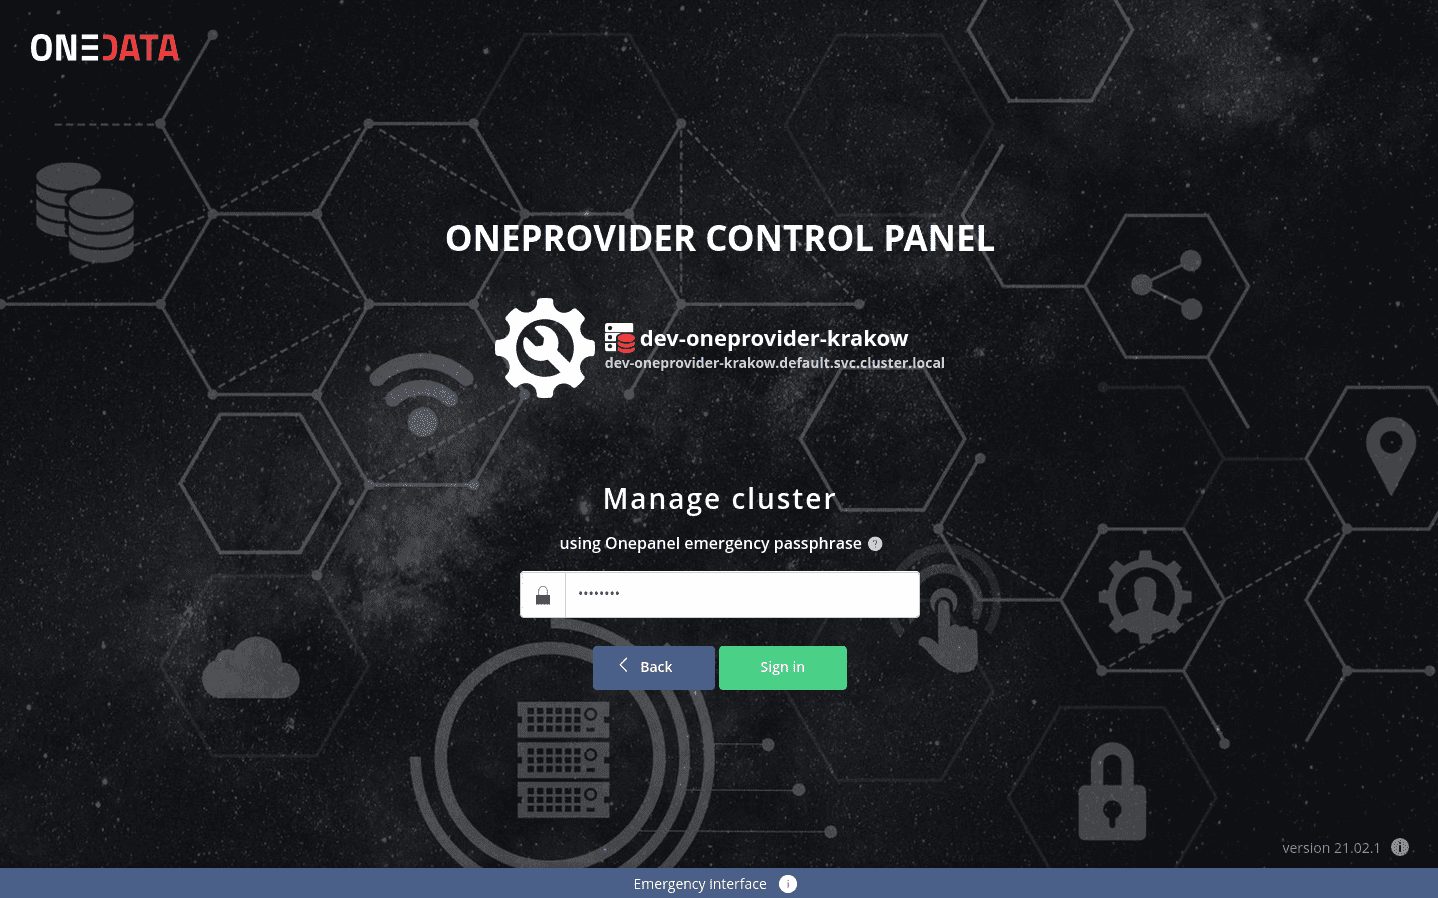 ONEDATA
ONEPROVIDER CONTROL PANEL
dev-oneprovider-krakow
dev-oneprovider-krakow.default.svc.cluster.local
Manage cluster
using Onepanel emergency passphrase ?
••••••••
Back
Sign in
version 21.02.1 i
Emergency interface i